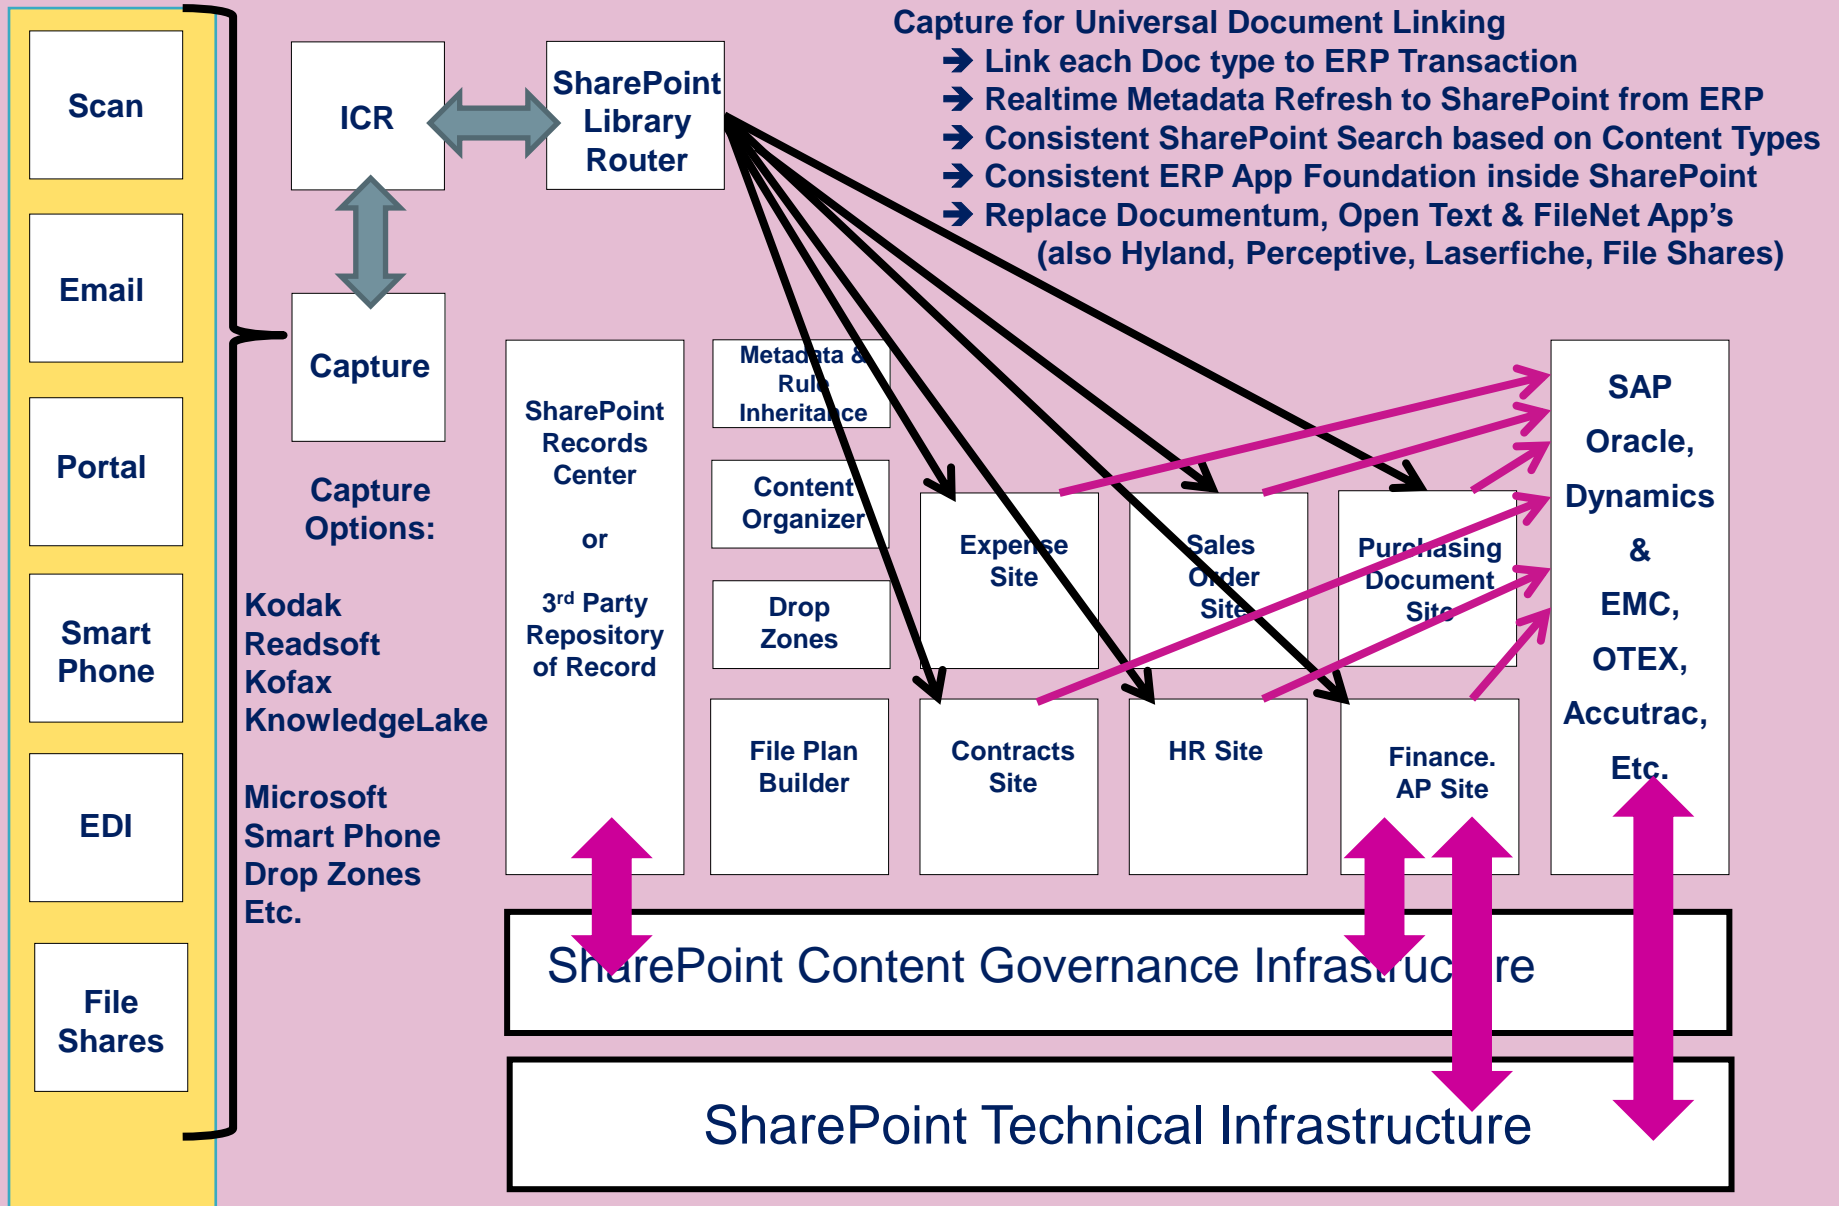 Scan
Email
Portal
Smart
Phone
EDI
File
Shares
ICR
SharePoint
Library
Router
Capture
Capture
Options:
Kodak
Readsoft
Kofax
KnowledgeLake
Microsoft
Smart Phone
Drop Zones
Etc.
Capture for Universal Document Linking
➔ Link each Doc type to ERP Transaction
➔ Realtime Metadata Refresh to SharePoint from ERP
➔ Consistent SharePoint Search based on Content Types
➔ Consistent ERP App Foundation inside SharePoint
➔ Replace Documentum, Open Text & FileNet App’s
(also Hyland, Perceptive, Laserfiche, File Shares)
SharePoint
Records
Center
or
3rd Party
Repository
of Record
Metadata &
Rule
Inheritance
Content
Organizer
Drop
Zones
File Plan
Builder
Expense
Site
Sales
Order
Site
Purchasing
Document
Site
Contracts
Site
HR Site
Finance.
AP Site
SAP
Oracle,
Dynamics
&
EMC,
OTEX,
Accutrac,
Etc.
SharePoint Content Governance Infrastructure
SharePoint Technical Infrastructure